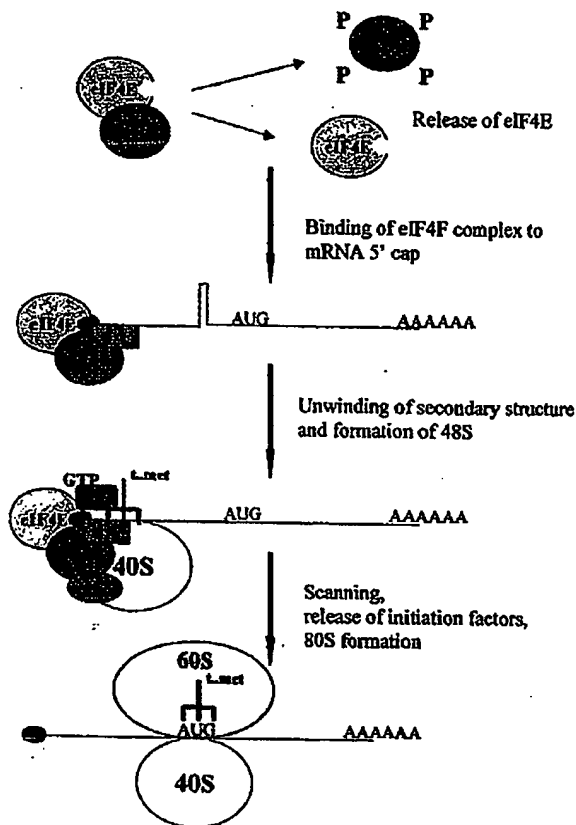 P P
eIF4E
P P
Release of eIF4E
eIF4E
Binding of eIF4F complex to
mRNA 5' cap
eIF4E
AUG
AAAAAA
Unwinding of secondary structure
and formation of 48S
GTP
t..met
eIF4E
AUG
AAAAAA
40S
Scanning,
release of initiation factors,
80S formation
60S
t..met
AUG
AAAAAA
40S